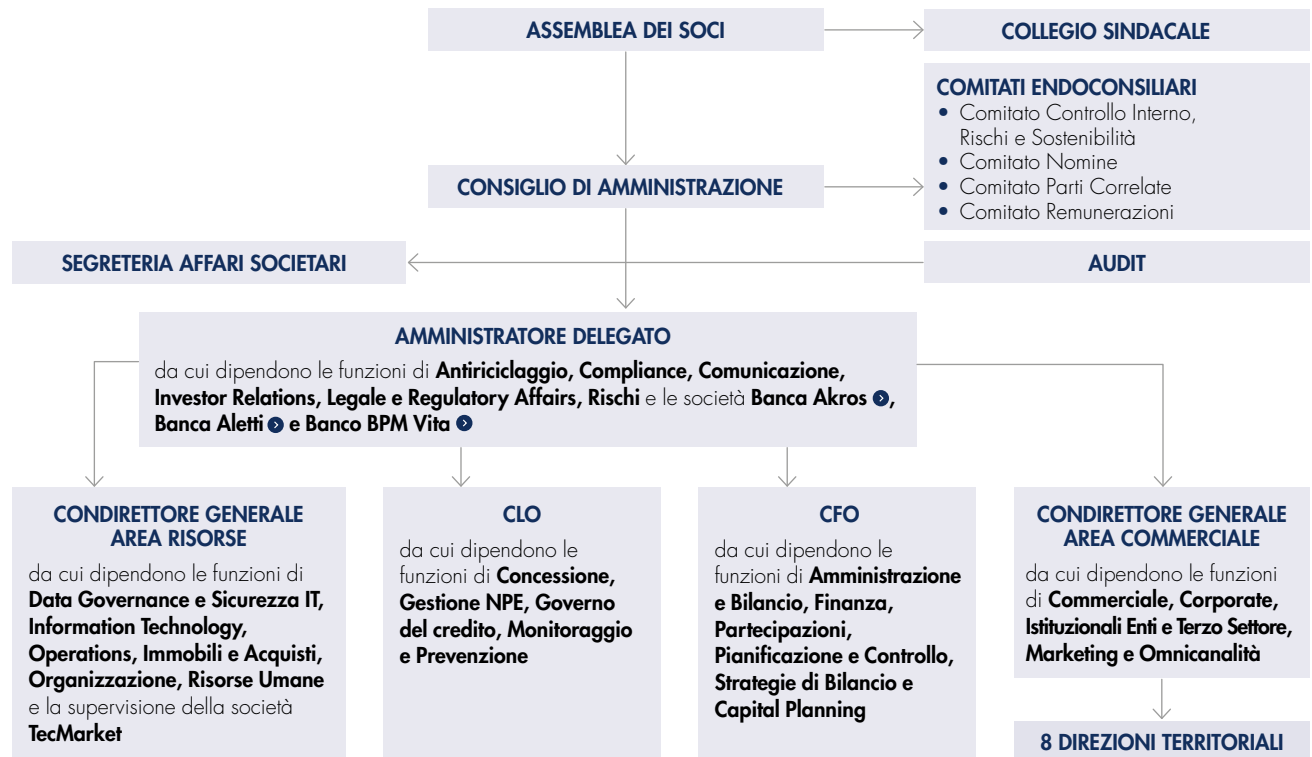 ASSEMBLEA DEI SOCI
COLLEGIO SINDACALE
COMITATI ENDOCONSILIARI
• Comitato Controllo Interno,
Rischi e Sostenibilità
• Comitato Nomine
• Comitato Parti Correlate
• Comitato Remunerazioni
CONSIGLIO DI AMMINISTRAZIONE
SEGRETERIA AFFARI SOCIETARI
AUDIT
AMMINISTRATORE DELEGATO
da cui dipendono le funzioni di Antiriciclaggio, Compliance, Comunicazione,
Investor Relations, Legale e Regulatory Affairs, Rischi e le società Banca Akros,
Banca Aletti e Banco BPM Vita
CONDIRETTORE GENERALE
AREA RISORSE
da cui dipendono le funzioni di
Data Governance e Sicurezza IT,
Information Technology,
Operations, Immobili e Acquisti,
Organizzazione, Risorse Umane
e la supervisione della società
TecMarket
CLO
da cui dipendono le
funzioni di Concessione,
Gestione NPE, Governo
del credito, Monitoraggio
e Prevenzione
CFO
da cui dipendono le
funzioni di Amministrazione
e Bilancio, Finanza,
Partecipazioni,
Pianificazione e Controllo,
Strategie di Bilancio e
Capital Planning
CONDIRETTORE GENERALE
AREA COMMERCIALE
da cui dipendono le funzioni
di Commerciale, Corporate,
Istituzionali Enti e Terzo Settore,
Marketing e Omnicanalità
8 DIREZIONI TERRITORIALI